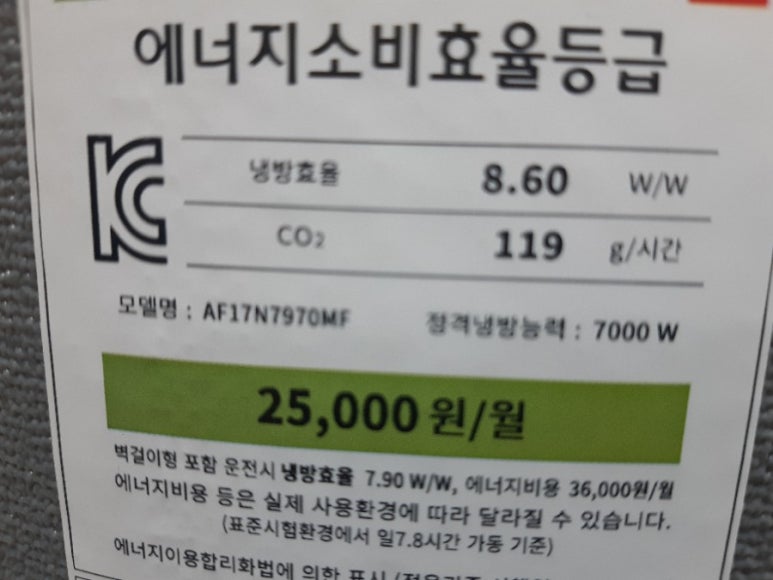 에너지소비효율등급
냉방효율 8.60 W/W
CO₂ 119 g/시간
모델명 : AF17N7970MF 정격냉방능력 : 7000 W
25,000 원/월
벽걸이형 포함 운전시 냉방효율 7.90 W/W, 에너지비용 36,000원/월
에너지비용 등은 실제 사용환경에 따라 달라질 수 있습니다.
(표준시험환경에서 일7.8시간 가동 기준)
에너지이용합리화법에 의한 표시